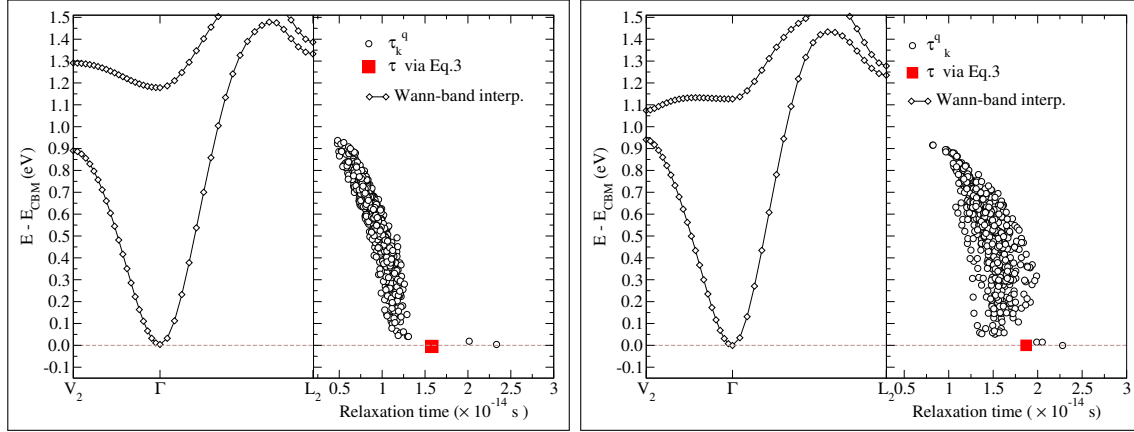 1.5
1.4
1.3
1.2
1.1
1.0
0.9
0.8
0.7
0.6
0.5
0.4
0.3
0.2
0.1
0.0
-0.1
E - E_CBM (eV)
V_2 Γ L_2
τ_k^q
τ via Eq.3
Wann-band interp.
0.5 1 1.5 2 2.5 3
Relaxation time (× 10^-14 s)
1.5
1.4
1.3
1.2
1.1
1.0
0.9
0.8
0.7
0.6
0.5
0.4
0.3
0.2
0.1
0.0
-0.1
E - E_CBM (eV)
V_2 Γ L_2
τ^q_k
τ via Eq.3
Wann-band interp.
0.5 1 1.5 2 2.5 3
Relaxation time (× 10^-14 s)